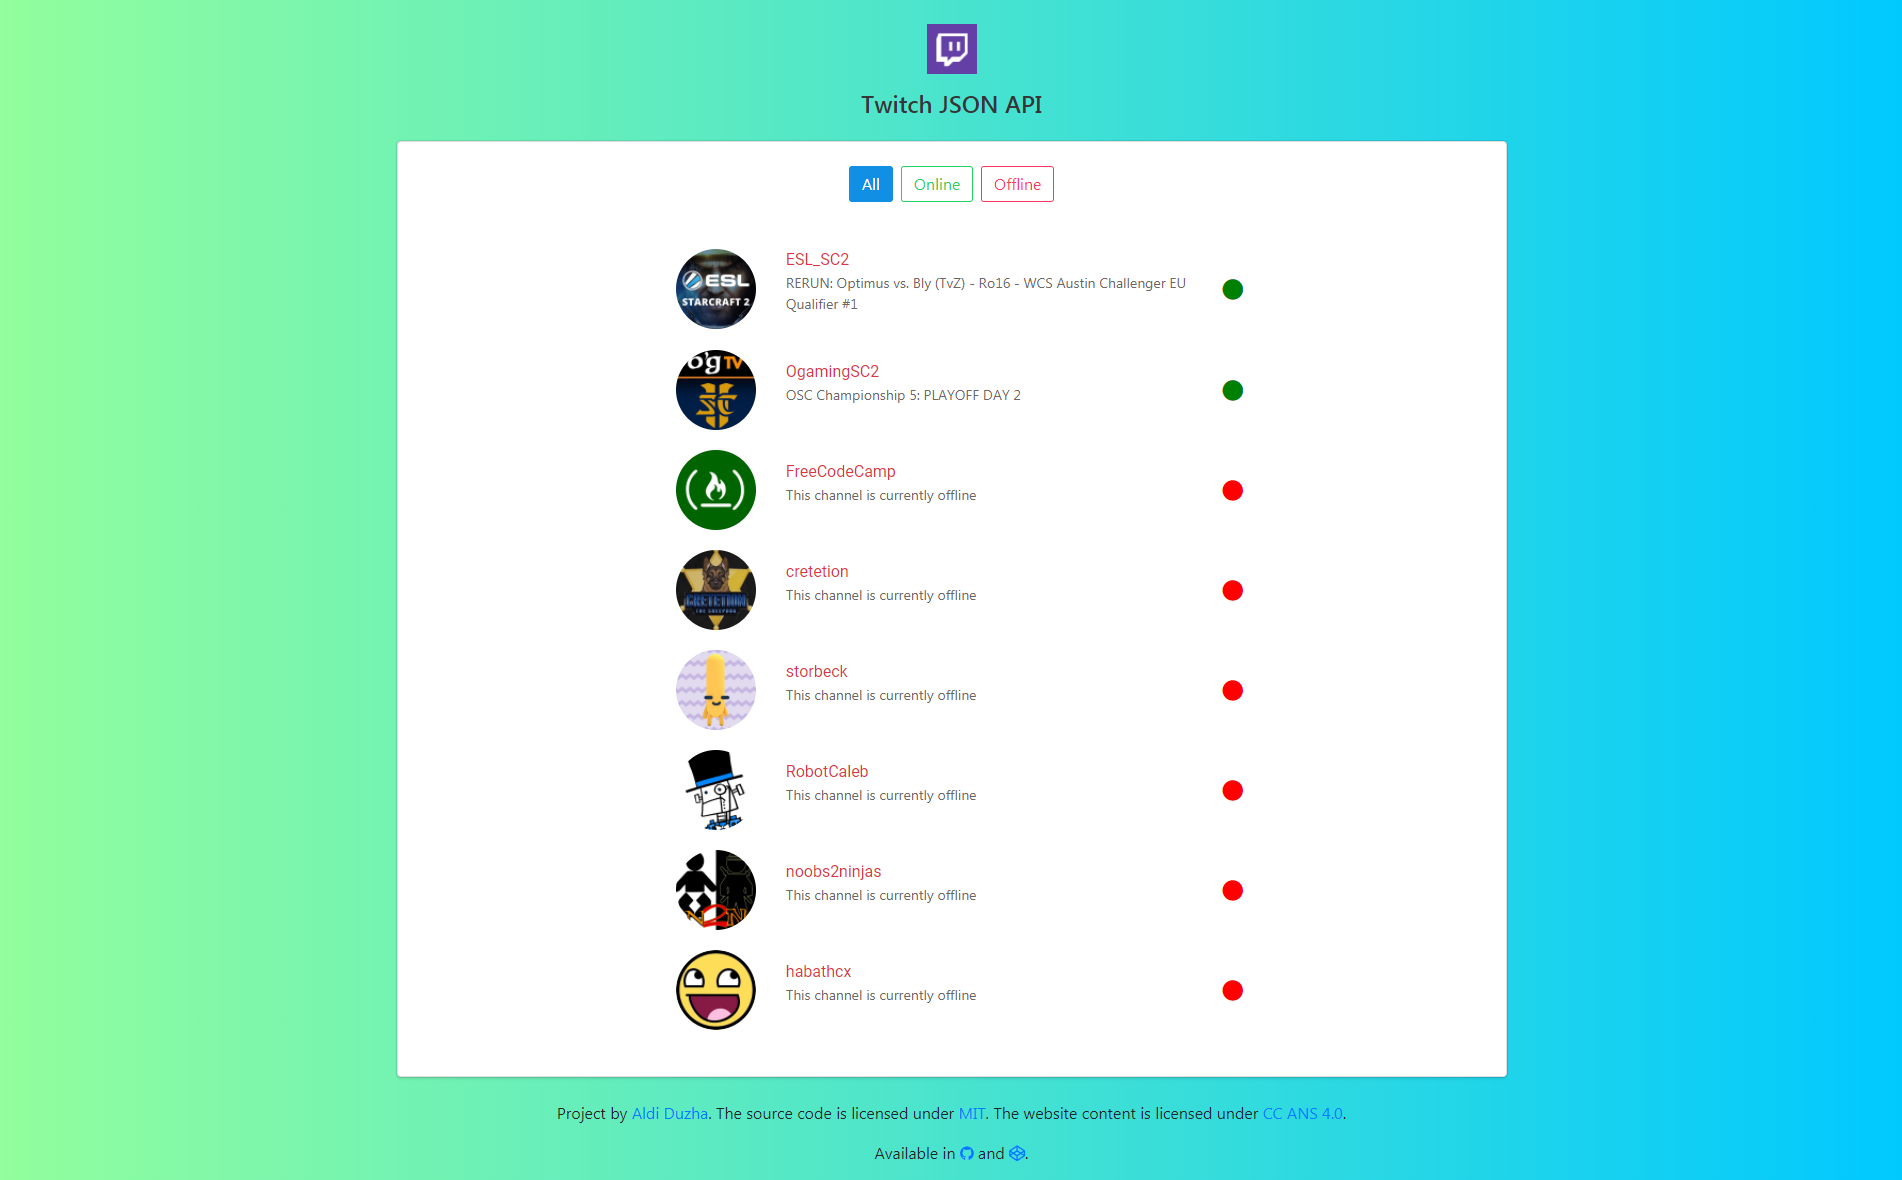 Twitch JSON API
All Online Offline
ESL_SC2
RERUN: Optimus vs. Bly (TvZ) - Ro16 - WCS Austin Challenger EU
Qualifier #1
ESL
STARCRAFT 2
OgamingSC2
OSC Championship 5: PLAYOFF DAY 2
o'g TV
SC
FreeCodeCamp
This channel is currently offline
cretetion
This channel is currently offline
CRETETION
storbeck
This channel is currently offline
RobotCaleb
This channel is currently offline
noobs2ninjas
This channel is currently offline
N2N
habathcx
This channel is currently offline
Project by Aldi Duzha. The source code is licensed under MIT. The website content is licensed under CC ANS 4.0.
Available in and .